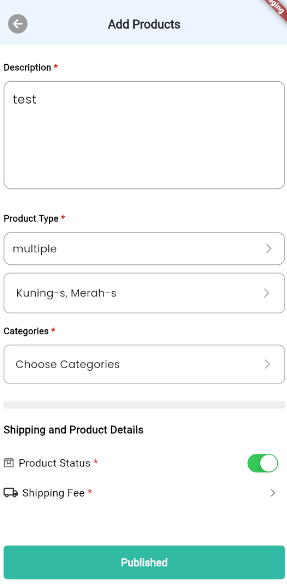 Add Products
Description *
test
Product Type *
multiple
Kuning-s, Merah-s
Categories *
Choose Categories
Shipping and Product Details
Product Status *
Shipping Fee *
Published